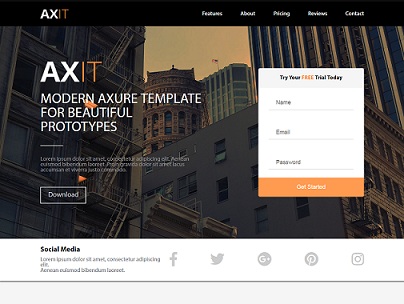 AXIT
Features About Pricing Reviews Contact
AXIT
MODERN AXURE TEMPLATE
FOR BEAUTIFUL
PROTOTYPES
Lorem ipsum dolor sit amet, consectetur adipiscing elit. Aenean
euismod bibendum laoreet. Proin gravida dolor sit amet lacus
accumsan et viverra justo commodo.
Download
Try Your FREE Trial Today
Name
Email
Password
Get Started
Social Media
Lorem ipsum dolor sit amet, consectetur adipiscing
elit.
Aenean euismod bibendum laoreet.